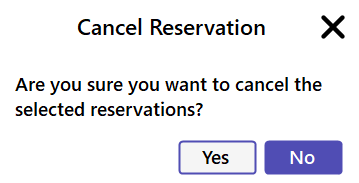 Cancel Reservation
Are you sure you want to cancel the
selected reservations?
Yes No